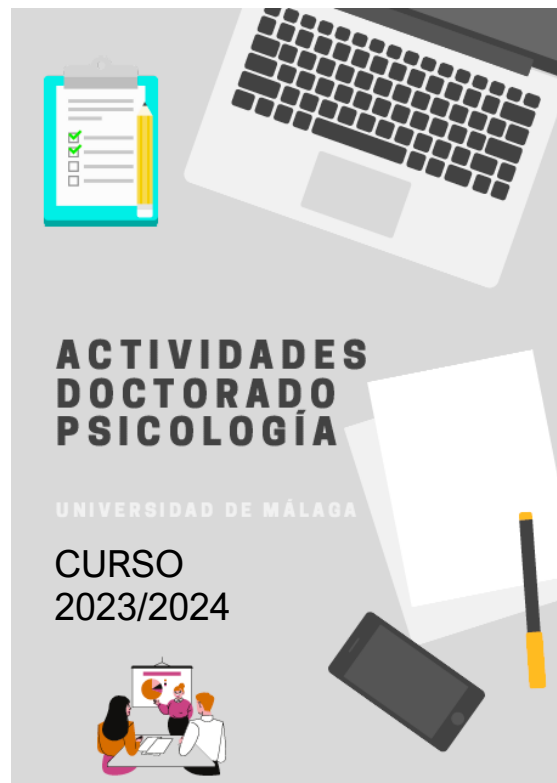 ACTIVIDADES
DOCTORADO
PSICOLOGÍA
UNIVERSIDAD DE MÁLAGA
CURSO
2023/2024